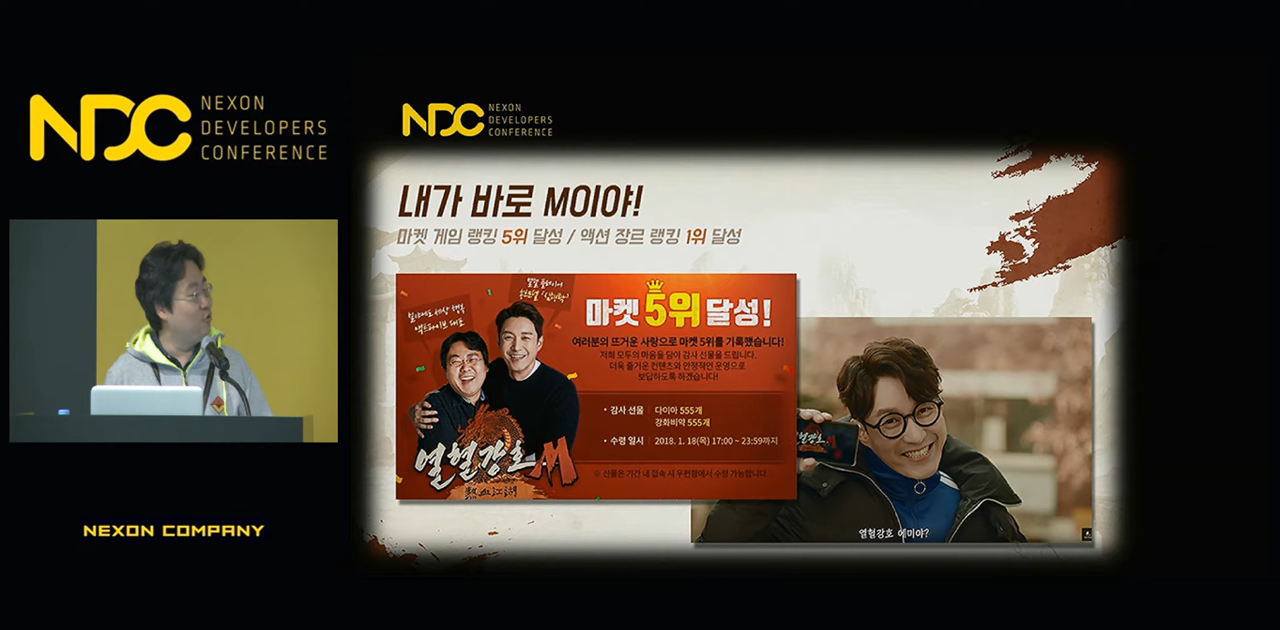 NDC NEXON
DEVELOPERS
CONFERENCE
NEXON COMPANY
NDC NEXON
DEVELOPERS
CONFERENCE
내가 바로 M이야!
마켓 게임 랭킹 5위 달성 / 액션 장르 랭킹 1위 달성
마켓 5위 달성!
여러분의 뜨거운 사랑으로 마켓 5위를 기록했습니다!
저희 모두의 마음을 담아 감사 선물을 드립니다.
더욱 즐거운 컨텐츠와 안정적인 운영으로
보답하도록 하겠습니다!
• 감사 선물 다이아 555개
강화비약 555개
• 수령 일시 2018. 1. 18(목) 17:00 ~ 23:59까지
※ 선물은 기간 내 접속 시 우편함에서 수령 가능합니다
열혈강호 M
열혈강호
열혈강호 에미야?